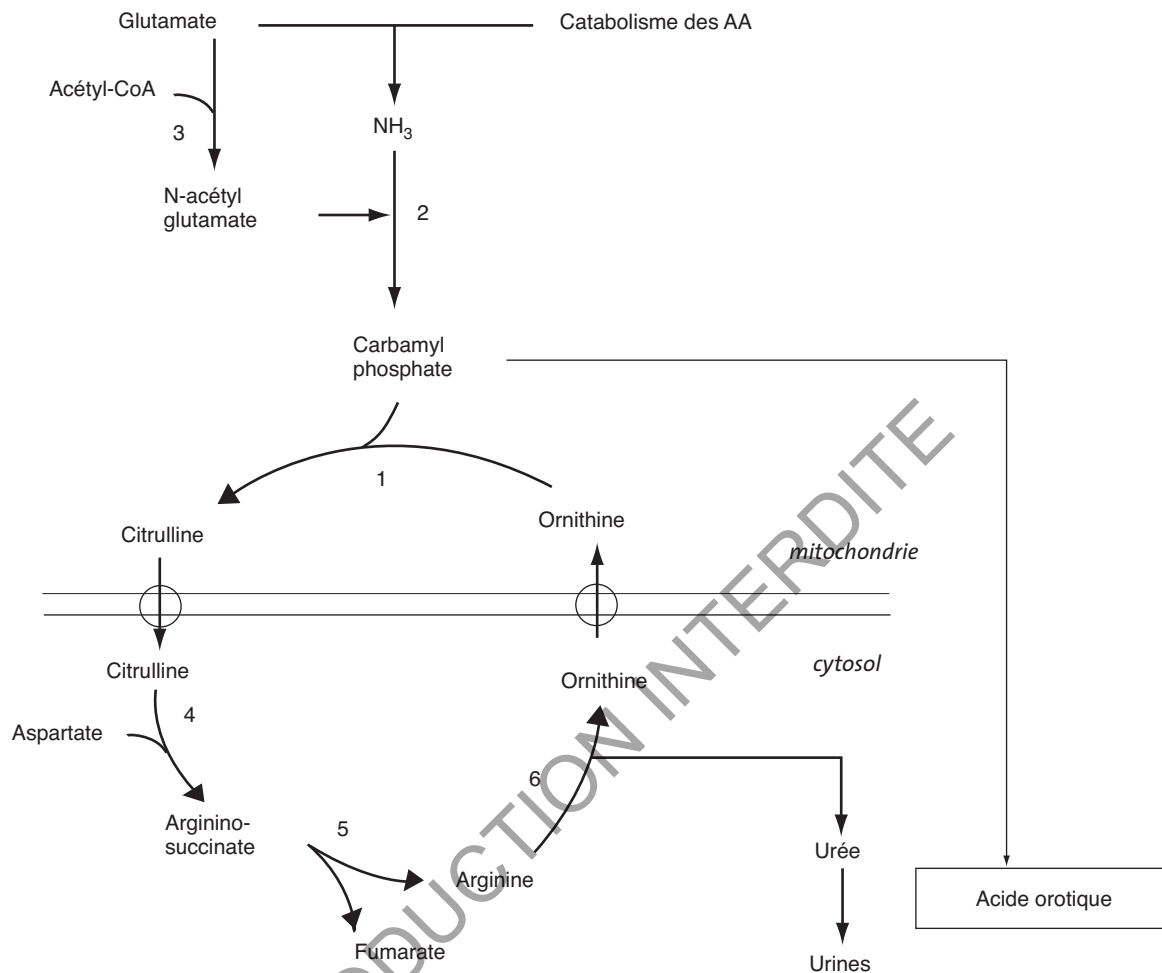 Glutamate
Catabolisme des AA
Acétyl-CoA
3
NH3
N-acétyl
glutamate
2
Carbamyl
phosphate
1
Citrulline
Ornithine
mitochondrie
cytosol
Citrulline
Ornithine
4
Aspartate
6
Arginino-
succinate
5
Arginine
Urée
Acide orotique
Fumarate
Urines
DUCTION INTERDITE